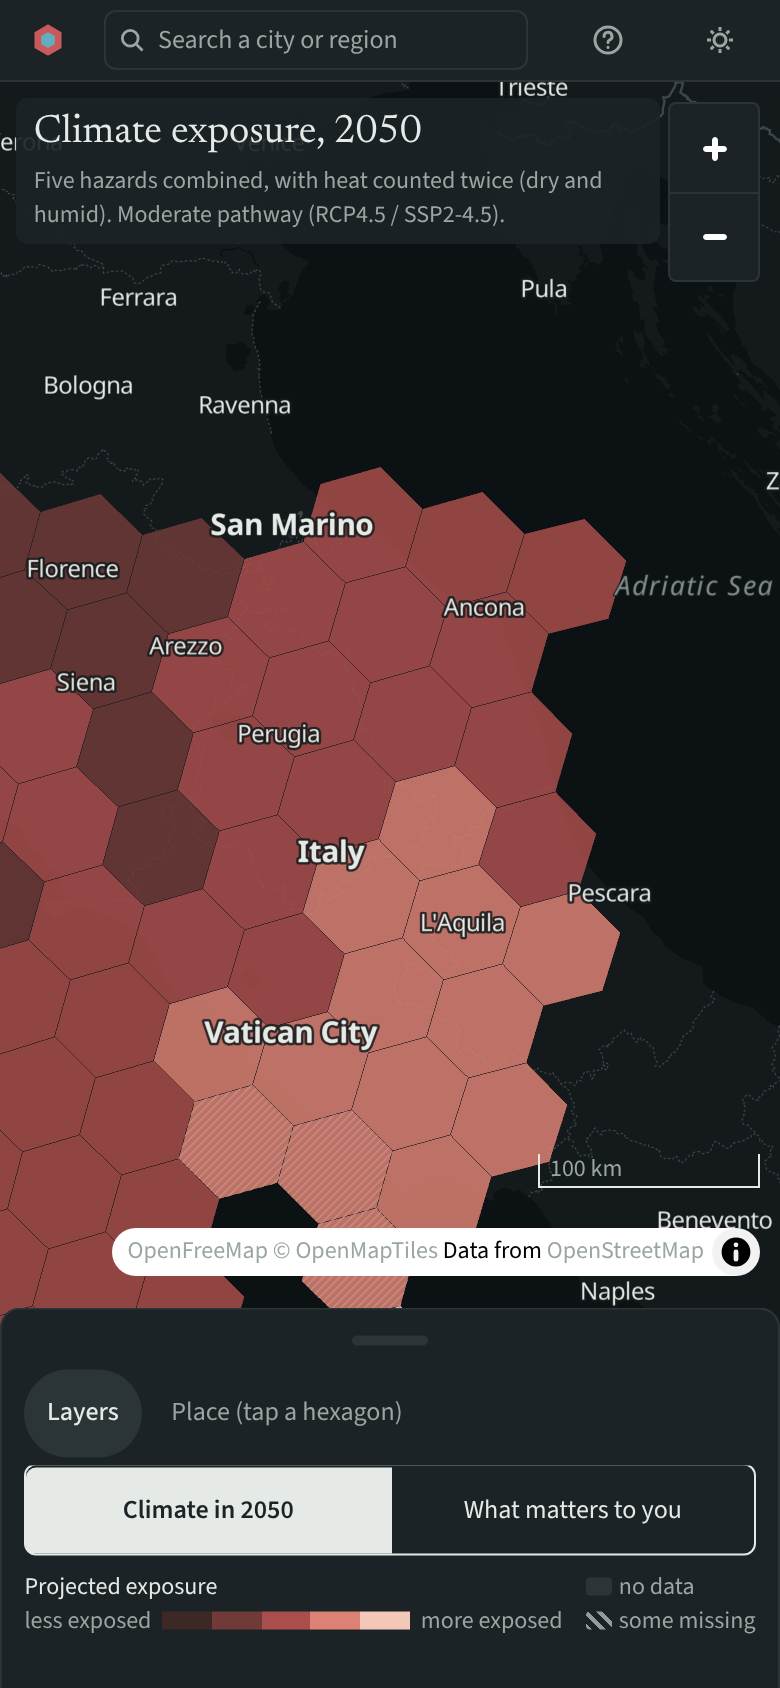 Search a city or region
Trieste
Climate exposure, 2050
Five hazards combined, with heat counted twice (dry and
humid). Moderate pathway (RCP4.5 / SSP2-4.5).
+
−
Ferrara
Pula
Bologna
Ravenna
Z
San Marino
Florence
Adriatic Sea
Ancona
Arezzo
Siena
Perugia
Italy
Pescara
L'Aquila
Vatican City
100 km
Benevento
OpenFreeMap © OpenMapTiles Data from OpenStreetMap
Naples
Layers
Place (tap a hexagon)
Climate in 2050
What matters to you
Projected exposure
no data
less exposed
more exposed
some missing